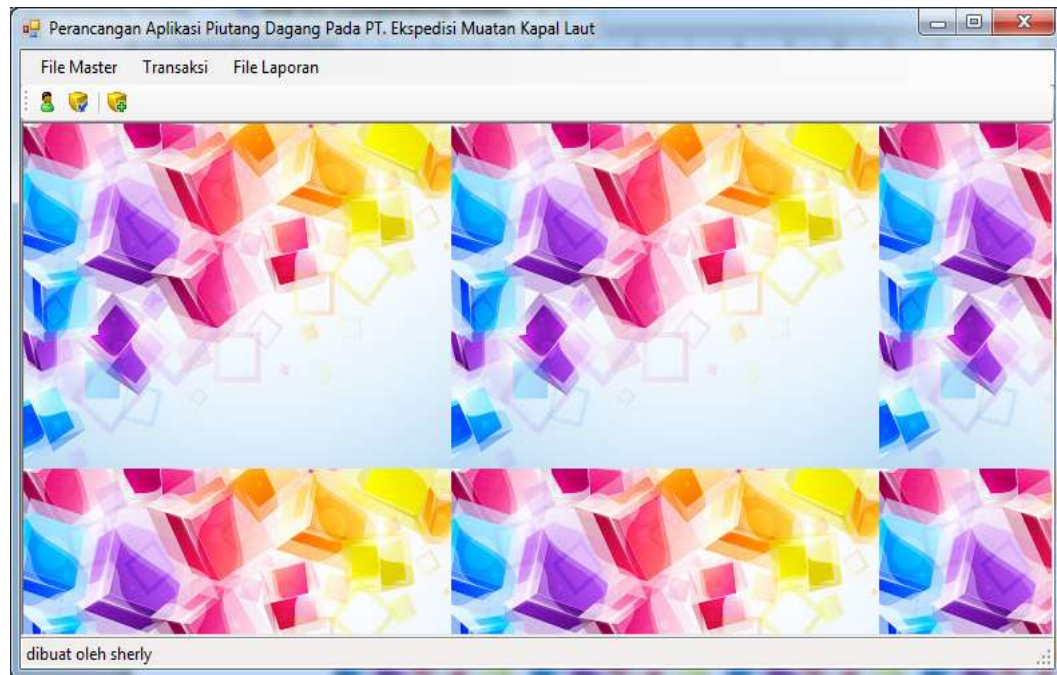 Perancangan Aplikasi Piutang Dagang Pada PT. Ekspedisi Muatan Kapal Laut
File Master Transaksi File Laporan
dibuat oleh sherly